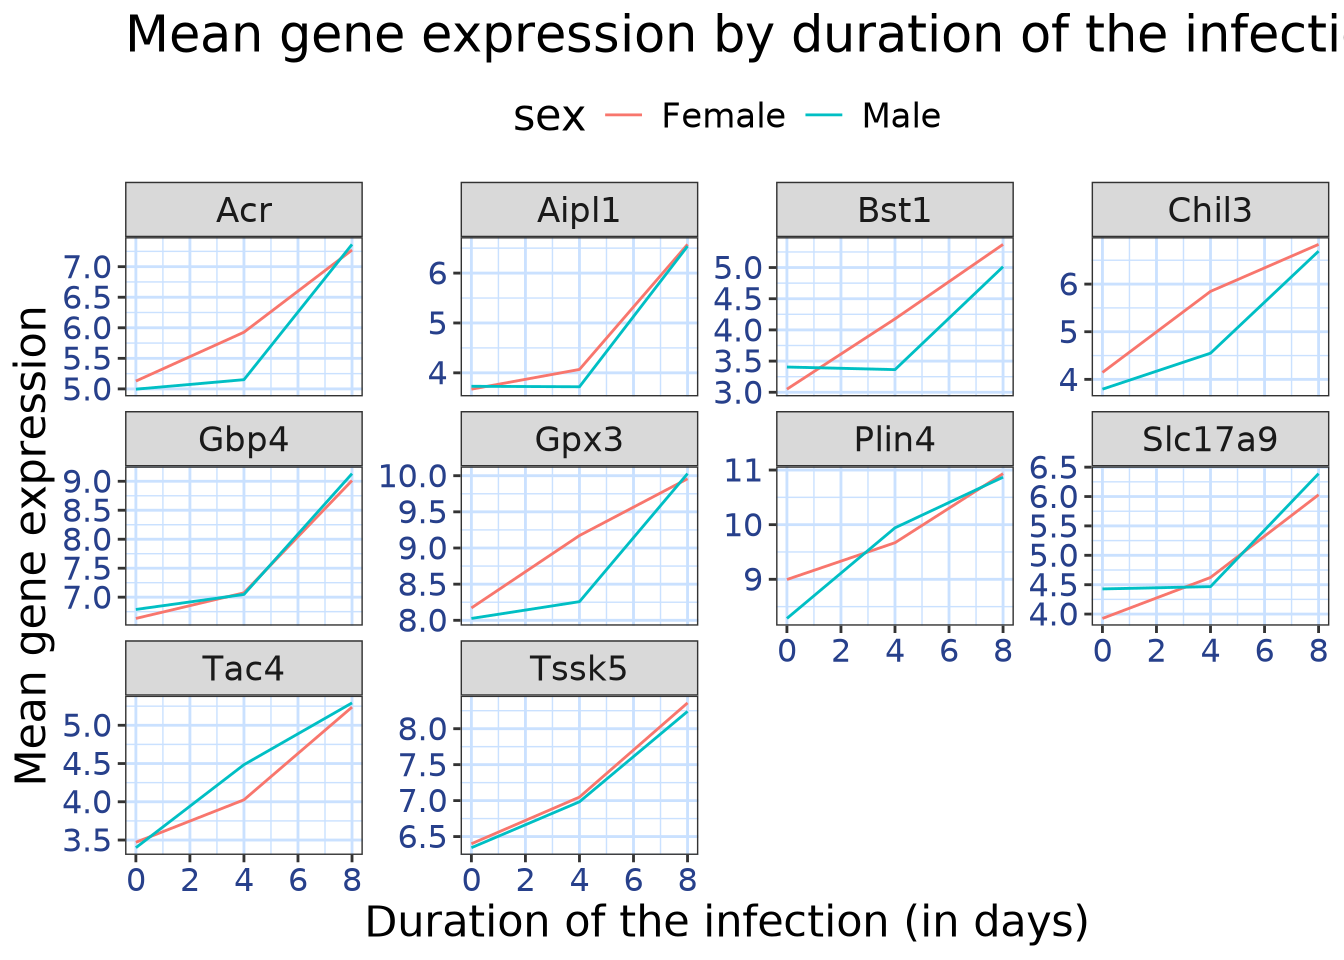 Mean gene expression by duration of the infecti
sex Female Male
Acr Aipl1 Bst1 Chil3
7.0 6.5 6.0 5.5 5.0
6 5 4
5.0 4.5 4.0 3.5 3.0
6 5 4
Gbp4 Gpx3 Plin4 Slc17a9
9.0 8.5 8.0 7.5 7.0
10.0 9.5 9.0 8.5 8.0
11 10 9
6.5 6.0 5.5 5.0 4.5 4.0
0 2 4 6 8
0 2 4 6 8
Tac4 Tssk5
5.0 4.5 4.0 3.5
8.0 7.5 7.0 6.5
0 2 4 6 8
0 2 4 6 8
Duration of the infection (in days)
Mean gene expression